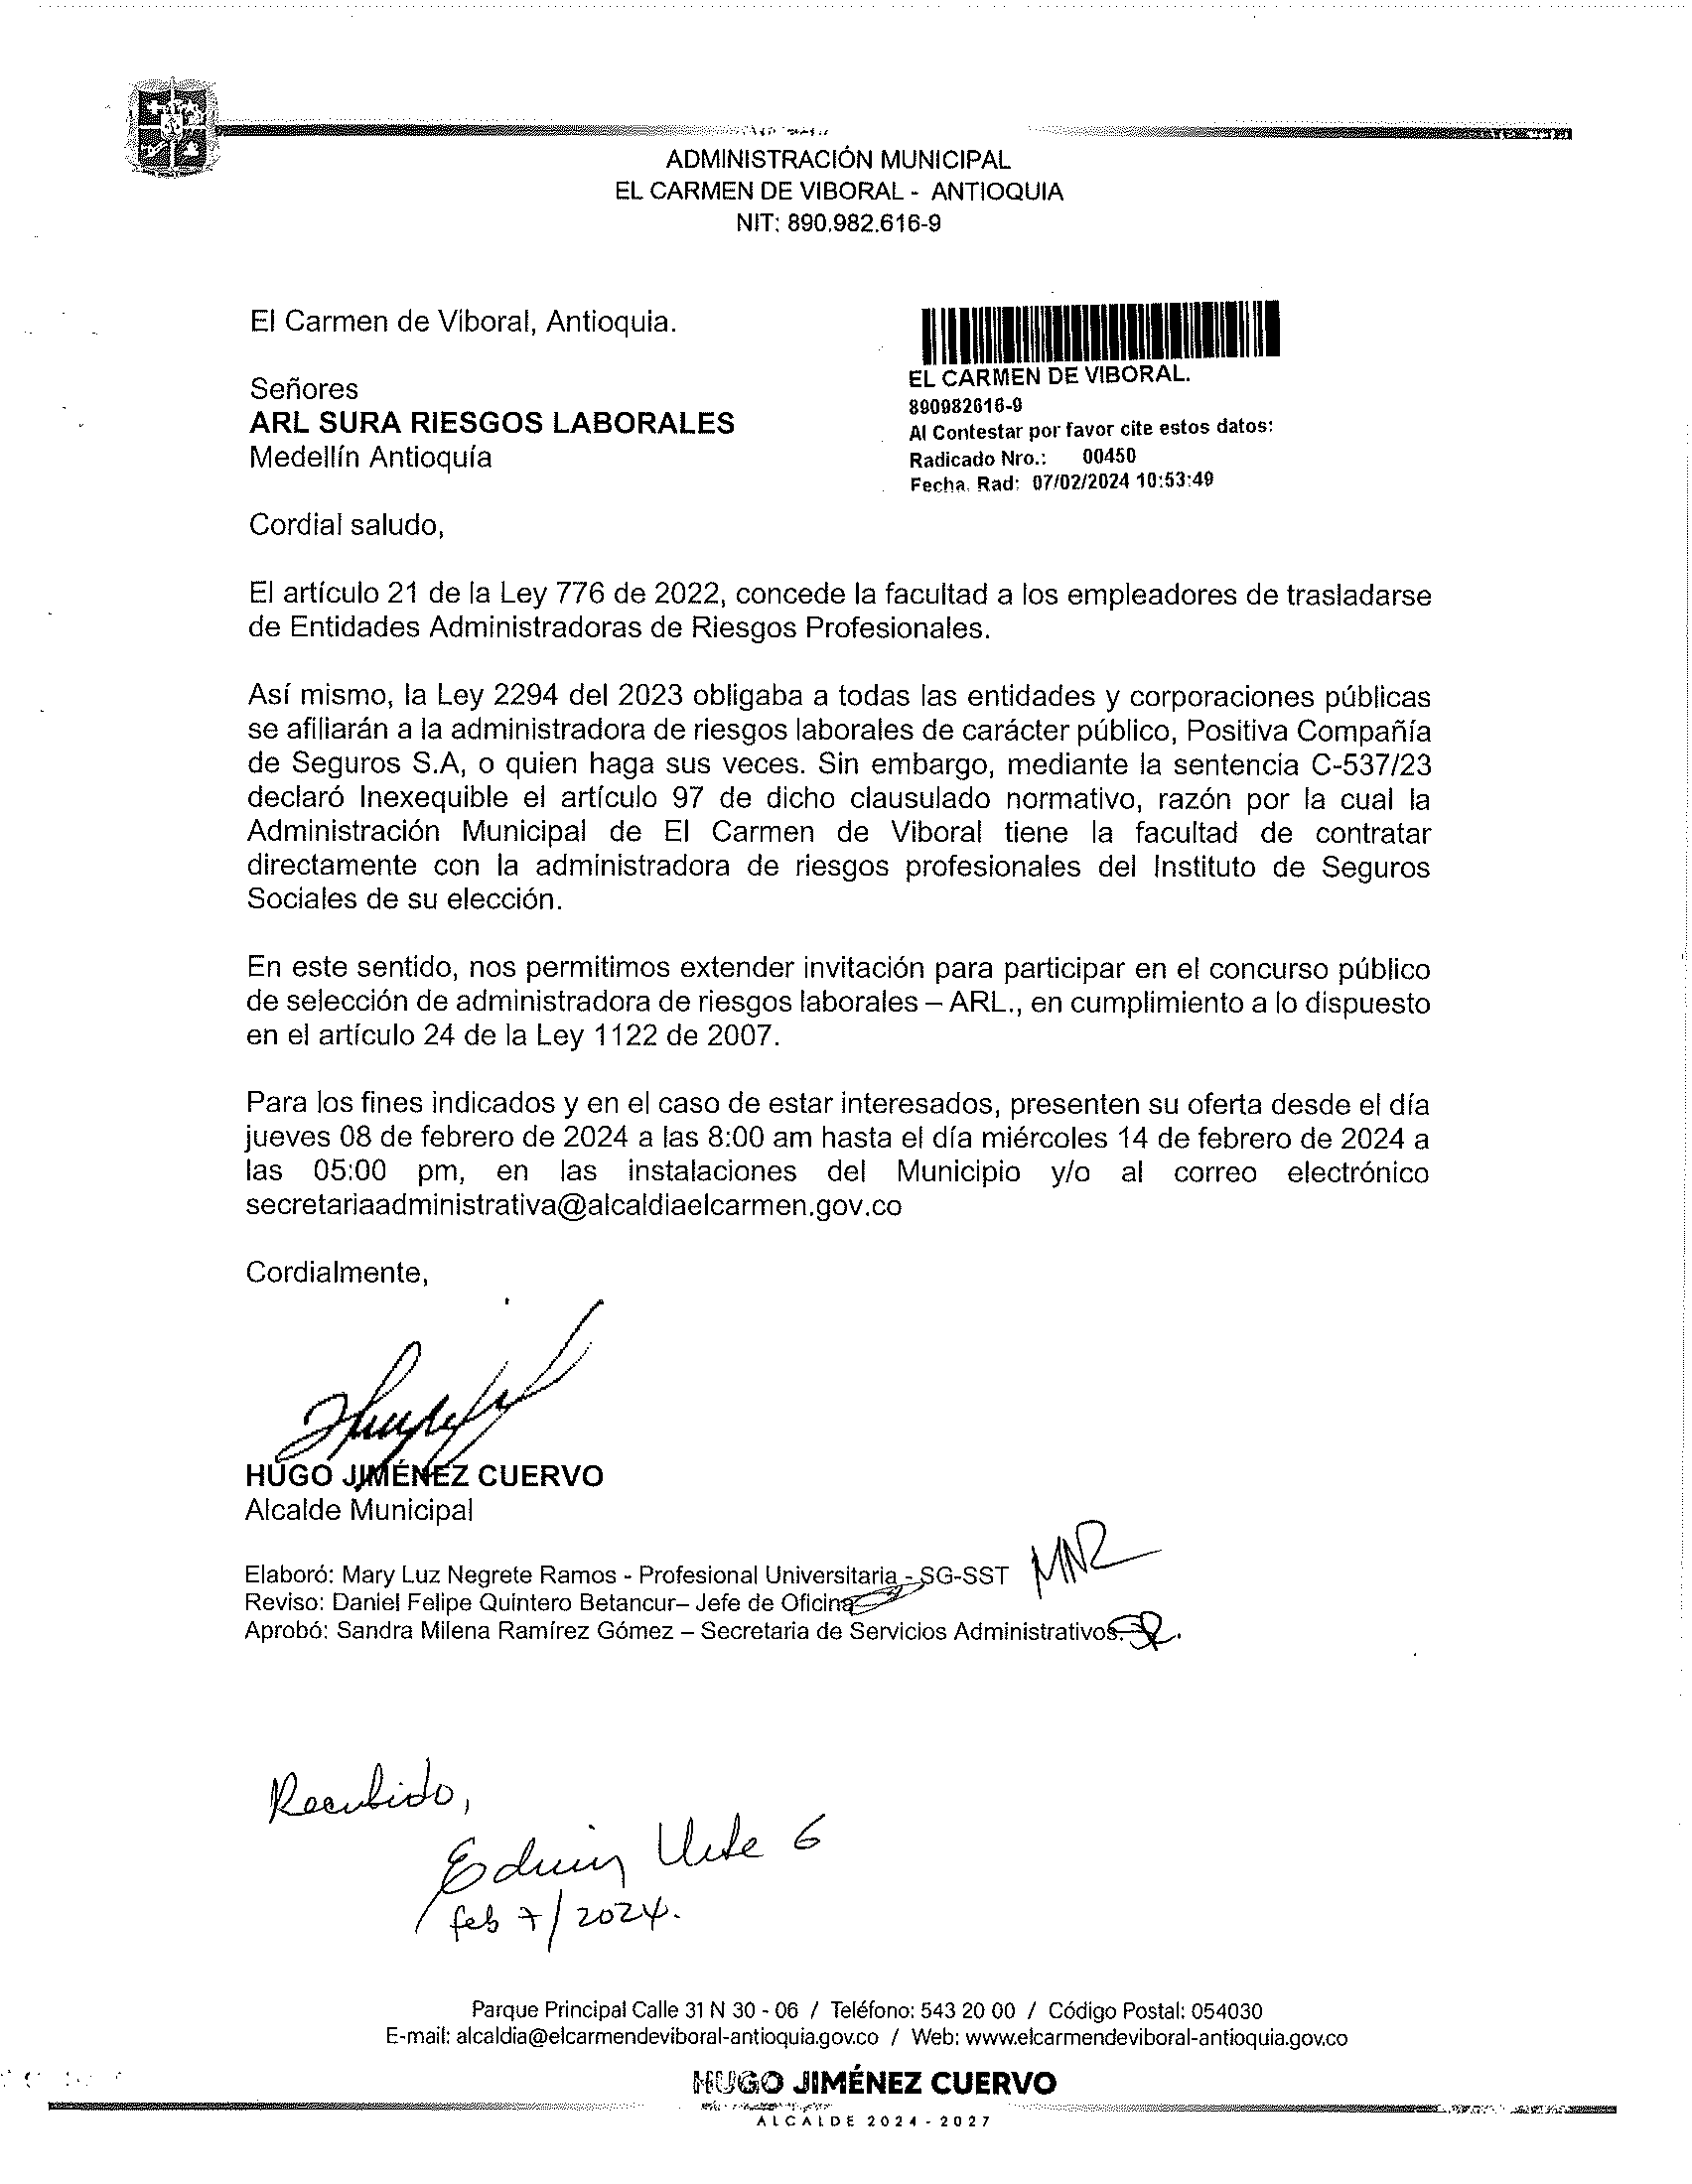 ADMINISTRACIÓN MUNICIPAL
EL CARMEN DE VIBORAL - ANTIOQUIA
NIT: 890.982.616-9
El Carmen de Viboral, Antioquia.
EL CARMEN DE VIBORAL.
890982616-9
Al Contestar por favor cite estos datos:
Radicado Nro.: 00450
Fecha. Rad: 07/02/2024 10:53:49
Señores
ARL SURA RIESGOS LABORALES
Medellín Antioquía
Cordial saludo,
El artículo 21 de la Ley 776 de 2022, concede la facultad a los empleadores de trasladarse
de Entidades Administradoras de Riesgos Profesionales.
Así mismo, la Ley 2294 del 2023 obligaba a todas las entidades y corporaciones públicas
se afiliarán a la administradora de riesgos laborales de carácter público, Positiva Compañía
de Seguros S.A, o quien haga sus veces. Sin embargo, mediante la sentencia C-537/23
declaró Inexequible el artículo 97 de dicho clausulado normativo, razón por la cual la
Administración Municipal de El Carmen de Viboral tiene la facultad de contratar
directamente con la administradora de riesgos profesionales del Instituto de Seguros
Sociales de su elección.
En este sentido, nos permitimos extender invitación para participar en el concurso público
de selección de administradora de riesgos laborales – ARL., en cumplimiento a lo dispuesto
en el artículo 24 de la Ley 1122 de 2007.
Para los fines indicados y en el caso de estar interesados, presenten su oferta desde el día
jueves 08 de febrero de 2024 a las 8:00 am hasta el día miércoles 14 de febrero de 2024 a
las 05:00 pm, en las instalaciones del Municipio y/o al correo electrónico
secretariaadministrativa@alcaldiaelcarmen.gov.co
Cordialmente,
HUGO JIMÉNEZ CUERVO
Alcalde Municipal
Elaboró: Mary Luz Negrete Ramos - Profesional Universitaria - SG-SST MNR
Reviso: Daniel Felipe Quintero Betancur– Jefe de Oficina
Aprobó: Sandra Milena Ramírez Gómez – Secretaria de Servicios Administrativos.
Recibido,
Edwin
feb 7/2024.
Parque Principal Calle 31 N 30 - 06 / Teléfono: 543 20 00 / Código Postal: 054030
E-mail: alcaldia@elcarmendeviboral-antioquia.gov.co / Web: www.elcarmendeviboral-antioquia.gov.co
HUGO JIMÉNEZ CUERVO
ALCALDE 2024 - 2027